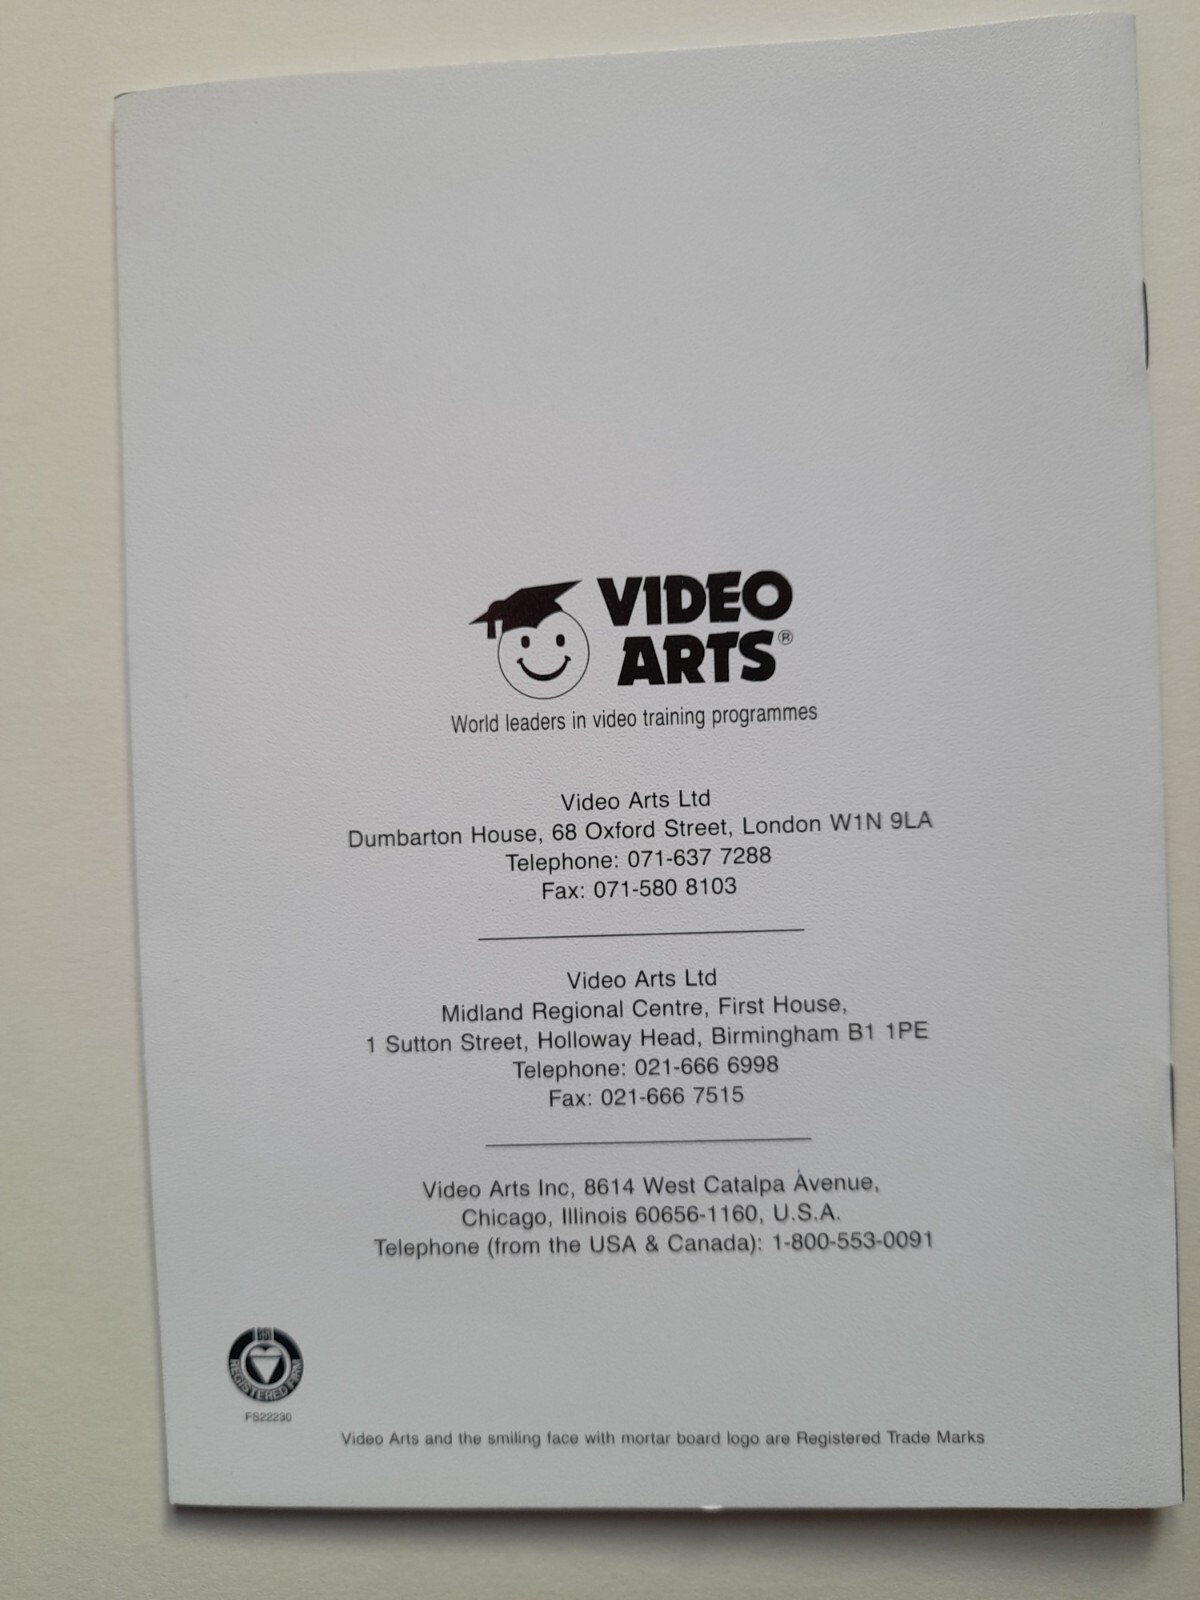 VIDEO
ARTS®
World leaders in video training programmes
Video Arts Ltd
Dumbarton House, 68 Oxford Street, London W1N 9LA
Telephone: 071-637 7288
Fax: 071-580 8103
Video Arts Ltd
Midland Regional Centre, First House,
1 Sutton Street, Holloway Head, Birmingham B1 1PE
Telephone: 021-666 6998
Fax: 021-666 7515
Video Arts Inc, 8614 West Catalpa Avenue,
Chicago, Illinois 60656-1160, U.S.A.
Telephone (from the USA & Canada): 1-800-553-0091
BSI
REGISTERED FIRM
FS22230
Video Arts and the smiling face with mortar board logo are Registered Trade Marks